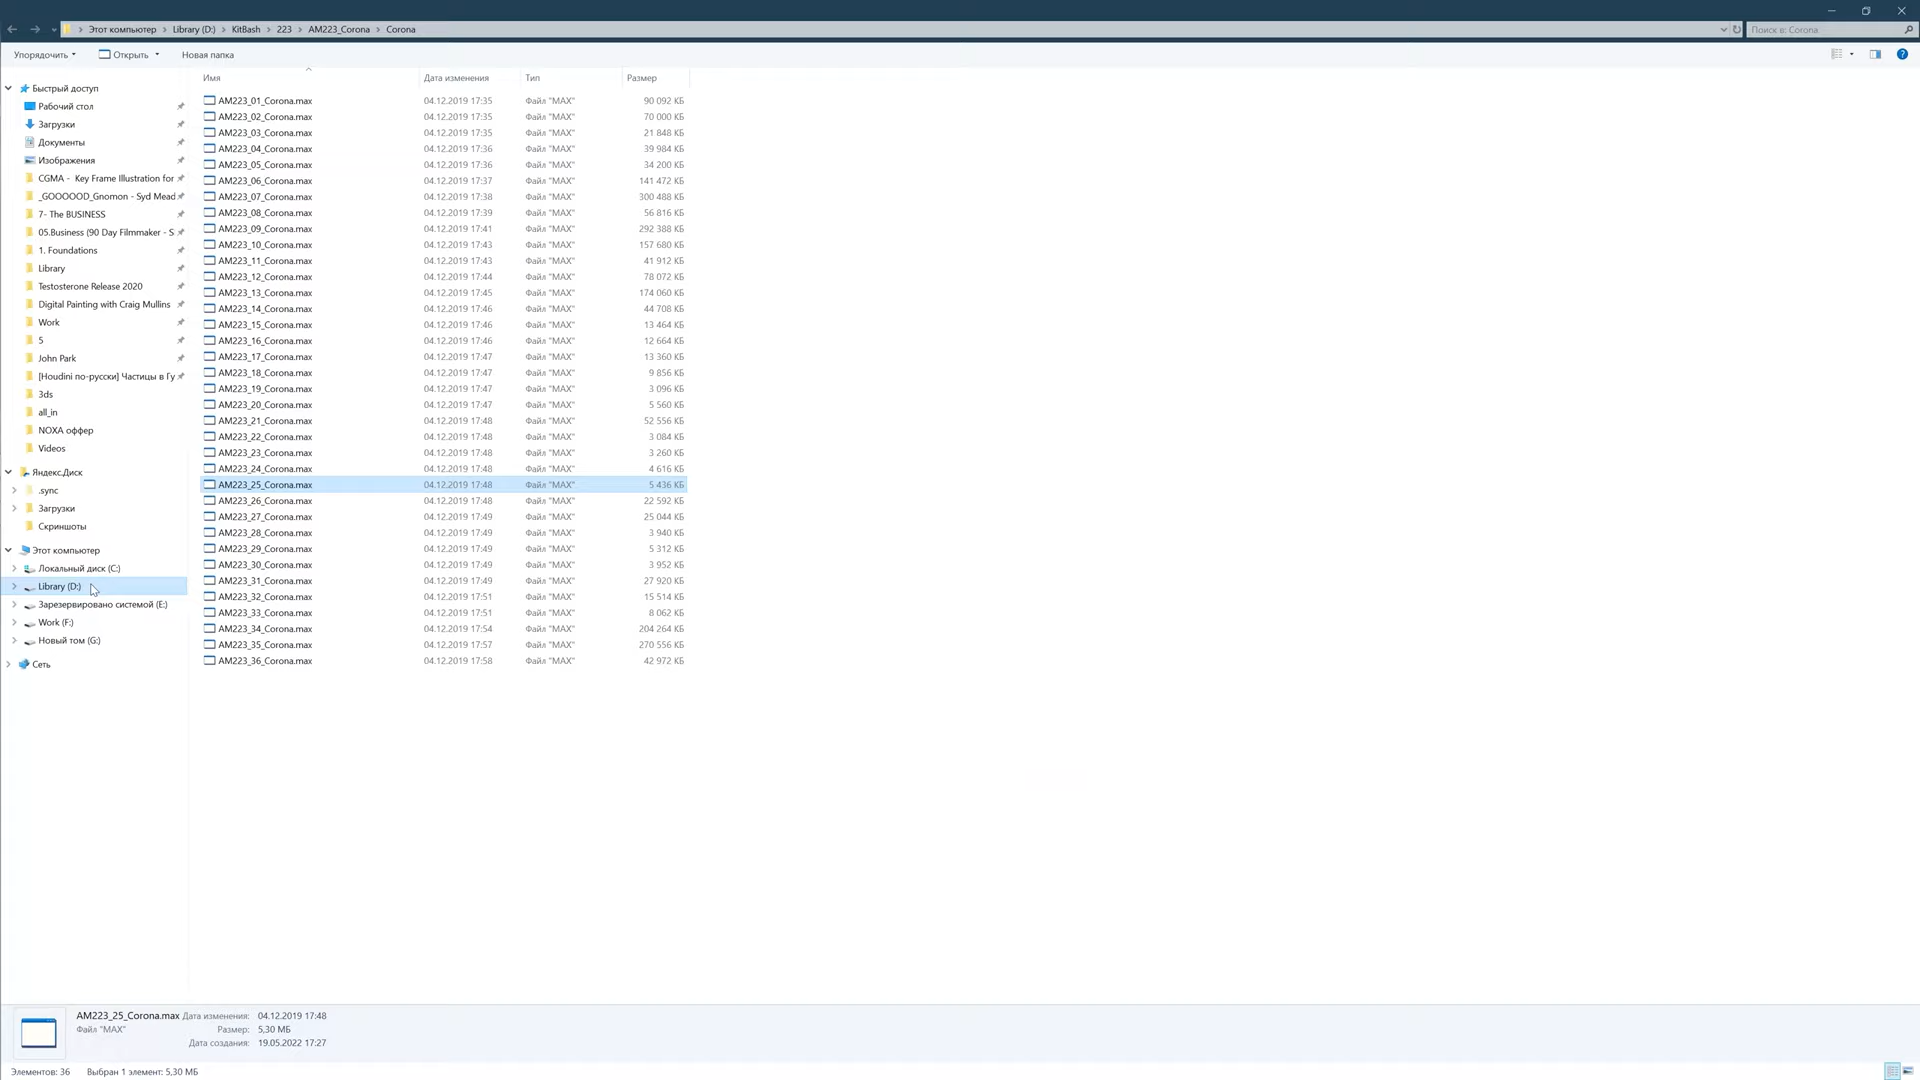 Этот компьютер > Library (D:) > KitBash > 223 > AM223_Corona > Corona
Поиск в: Corona
Упорядочить
Открыть
Новая папка
?
Имя Дата изменения Тип Размер
AM223_01_Corona.max 04.12.2019 17:35 Файл "MAX" 90 092 КБ
AM223_02_Corona.max 04.12.2019 17:35 Файл "MAX" 70 000 КБ
AM223_03_Corona.max 04.12.2019 17:35 Файл "MAX" 21 848 КБ
AM223_04_Corona.max 04.12.2019 17:36 Файл "MAX" 39 984 КБ
AM223_05_Corona.max 04.12.2019 17:36 Файл "MAX" 34 200 КБ
AM223_06_Corona.max 04.12.2019 17:37 Файл "MAX" 141 472 КБ
AM223_07_Corona.max 04.12.2019 17:38 Файл "MAX" 300 488 КБ
AM223_08_Corona.max 04.12.2019 17:39 Файл "MAX" 56 816 КБ
AM223_09_Corona.max 04.12.2019 17:41 Файл "MAX" 292 388 КБ
AM223_10_Corona.max 04.12.2019 17:43 Файл "MAX" 157 680 КБ
AM223_11_Corona.max 04.12.2019 17:43 Файл "MAX" 41 912 КБ
AM223_12_Corona.max 04.12.2019 17:44 Файл "MAX" 78 072 КБ
AM223_13_Corona.max 04.12.2019 17:45 Файл "MAX" 174 060 КБ
AM223_14_Corona.max 04.12.2019 17:46 Файл "MAX" 44 708 КБ
AM223_15_Corona.max 04.12.2019 17:46 Файл "MAX" 13 464 КБ
AM223_16_Corona.max 04.12.2019 17:46 Файл "MAX" 12 664 КБ
AM223_17_Corona.max 04.12.2019 17:47 Файл "MAX" 13 360 КБ
AM223_18_Corona.max 04.12.2019 17:47 Файл "MAX" 9 856 КБ
AM223_19_Corona.max 04.12.2019 17:47 Файл "MAX" 3 096 КБ
AM223_20_Corona.max 04.12.2019 17:47 Файл "MAX" 5 560 КБ
AM223_21_Corona.max 04.12.2019 17:48 Файл "MAX" 52 556 КБ
AM223_22_Corona.max 04.12.2019 17:48 Файл "MAX" 3 084 КБ
AM223_23_Corona.max 04.12.2019 17:48 Файл "MAX" 3 260 КБ
AM223_24_Corona.max 04.12.2019 17:48 Файл "MAX" 4 616 КБ
AM223_25_Corona.max 04.12.2019 17:48 Файл "MAX" 5 436 КБ
AM223_26_Corona.max 04.12.2019 17:48 Файл "MAX" 22 592 КБ
AM223_27_Corona.max 04.12.2019 17:49 Файл "MAX" 25 044 КБ
AM223_28_Corona.max 04.12.2019 17:49 Файл "MAX" 3 940 КБ
AM223_29_Corona.max 04.12.2019 17:49 Файл "MAX" 5 312 КБ
AM223_30_Corona.max 04.12.2019 17:49 Файл "MAX" 3 952 КБ
AM223_31_Corona.max 04.12.2019 17:49 Файл "MAX" 27 920 КБ
AM223_32_Corona.max 04.12.2019 17:51 Файл "MAX" 15 514 КБ
AM223_33_Corona.max 04.12.2019 17:51 Файл "MAX" 8 062 КБ
AM223_34_Corona.max 04.12.2019 17:54 Файл "MAX" 204 264 КБ
AM223_35_Corona.max 04.12.2019 17:57 Файл "MAX" 270 556 КБ
AM223_36_Corona.max 04.12.2019 17:58 Файл "MAX" 42 972 КБ
Быстрый доступ
Рабочий стол
Загрузки
Документы
Изображения
CGMA - Key Frame Illustration for
_GOOOOOD_Gnomon - Syd Mead
7- The BUSINESS
05.Business (90 Day Filmmaker - S
1. Foundations
Library
Testosterone Release 2020
Digital Painting with Craig Mullins
Work
5
John Park
[Houdini по-русски] Частицы в Гу
3ds
all_in
NOXA оффер
Videos
Яндекс.Диск
.sync
Загрузки
Скриншоты
Этот компьютер
Локальный диск (C:)
Library (D:)
Зарезервировано системой (E:)
Work (F:)
Новый том (G:)
Сеть
AM223_25_Corona.max Дата изменения: 04.12.2019 17:48
Файл "MAX" Размер: 5,30 МБ
Дата создания: 19.05.2022 17:27
Элементов: 36 Выбран 1 элемент: 5,30 МБ